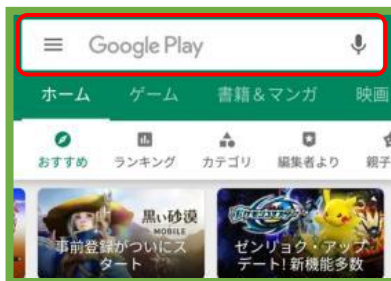 Google Play
ホーム ゲーム 書籍&マンガ 映画
おすすめ ランキング カテゴリ 編集者より 親子
黒い砂漠
MOBILE
事前登録がついにス
タート
ゼンリョク・アップ
デート! 新機能多数